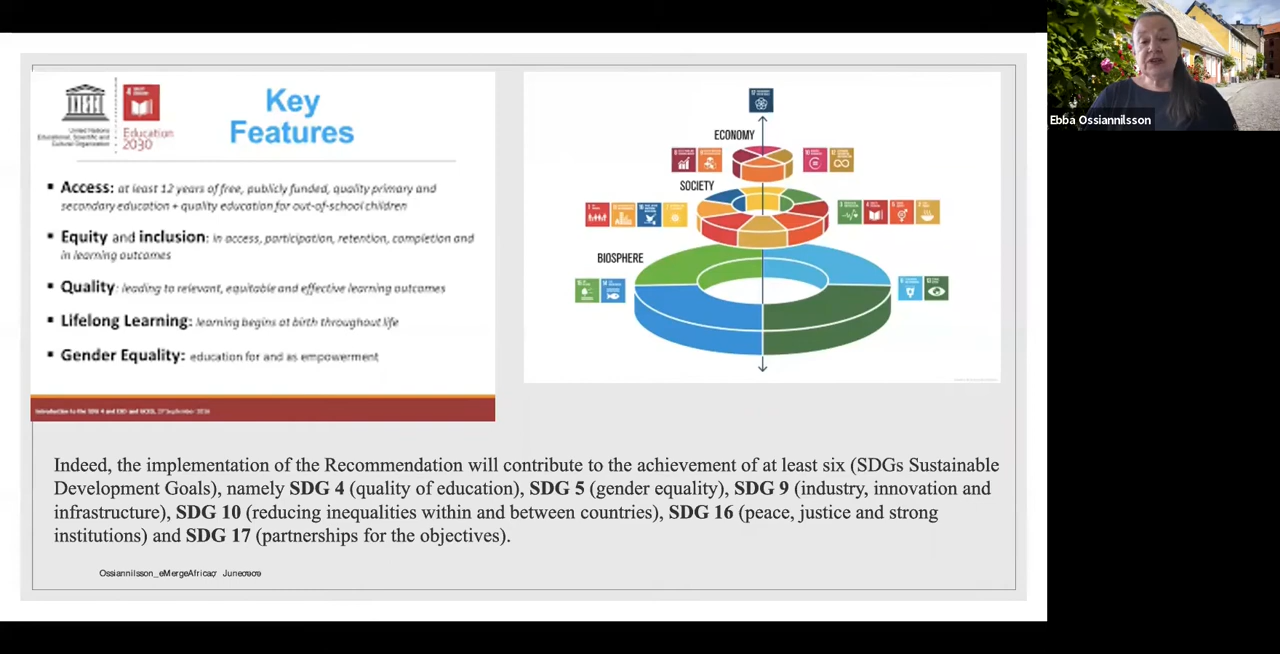 Key
Features
United Nations
Educational, Scientific and
Cultural Organization
Education
2030
▪ Access: at least 12 years of free, publicly funded, quality primary and
secondary education + quality education for out-of-school children
▪ Equity and inclusion: in access, participation, retention, completion and
in learning outcomes
▪ Quality: leading to relevant, equitable and effective learning outcomes
▪ Lifelong Learning: learning begins at birth throughout life
▪ Gender Equality: education for and as empowerment
ECONOMY
SOCIETY
BIOSPHERE
Indeed, the implementation of the Recommendation will contribute to the achievement of at least six (SDGs Sustainable
Development Goals), namely SDG 4 (quality of education), SDG 5 (gender equality), SDG 9 (industry, innovation and
infrastructure), SDG 10 (reducing inequalities within and between countries), SDG 16 (peace, justice and strong
institutions) and SDG 17 (partnerships for the objectives).
Ossiannilsson_eMergeAfrica
Ebba Ossiannilsson